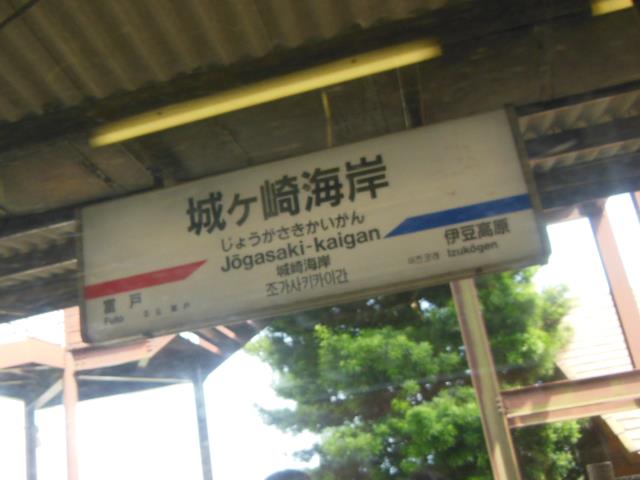 城ヶ崎海岸
じょうがさきかいがん
Jōgasaki-kaigan
城崎海岸
조가사키카이간
富戸
Futo
伊豆高原
Izukōgen